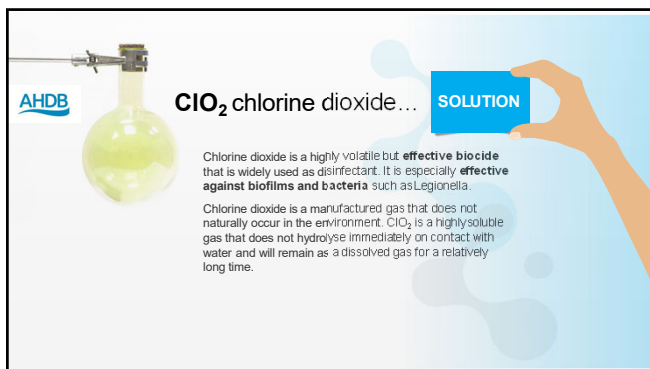 AHDB
ClO₂ chlorine dioxide... SOLUTION
Chlorine dioxide is a highly volatile but effective biocide
that is widely used as disinfectant. It is especially effective
against biofilms and bacteria such as Legionella.
Chlorine dioxide is a manufactured gas that does not
naturally occur in the environment. ClO₂ is a highly soluble
gas that does not hydrolyse immediately on contact with
water and will remain as a dissolved gas for a relatively
long time.